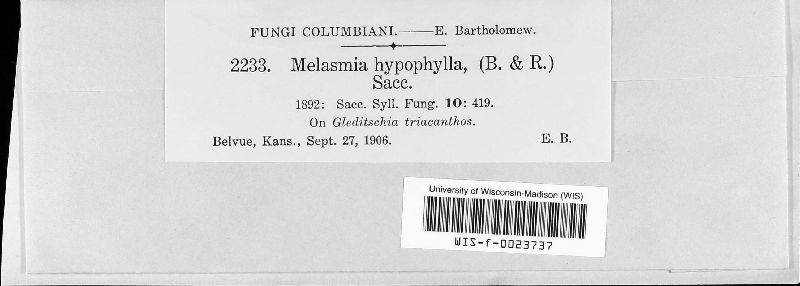 FUNGI COLUMBIANI.——E. Bartholomew.
2233. Melasmia hypophylla, (B. & R.)
Sacc.
1892: Sacc. Syll. Fung. 10: 419.
On Gleditschia triacanthos.
Belvue, Kans., Sept. 27, 1906. E. B.
University of Wisconsin-Madison (WIS)
WIS-f-0023737